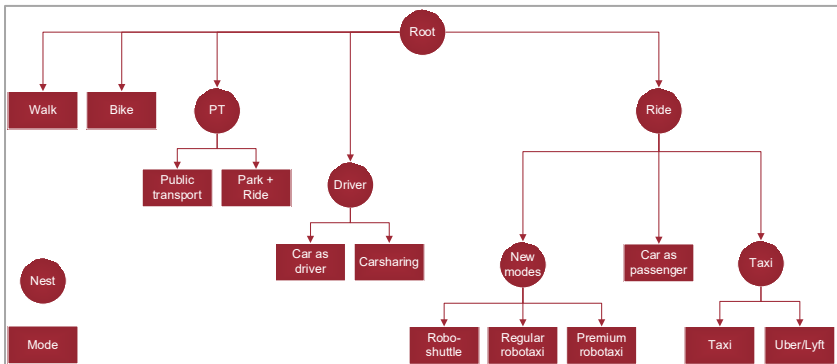 Root
Walk
Bike
PT
Ride
Public
transport
Park +
Ride
Driver
Car as
driver
Carsharing
New
modes
Car as
passenger
Taxi
Nest
Mode
Robo-
shuttle
Regular
robotaxi
Premium
robotaxi
Taxi
Uber/Lyft